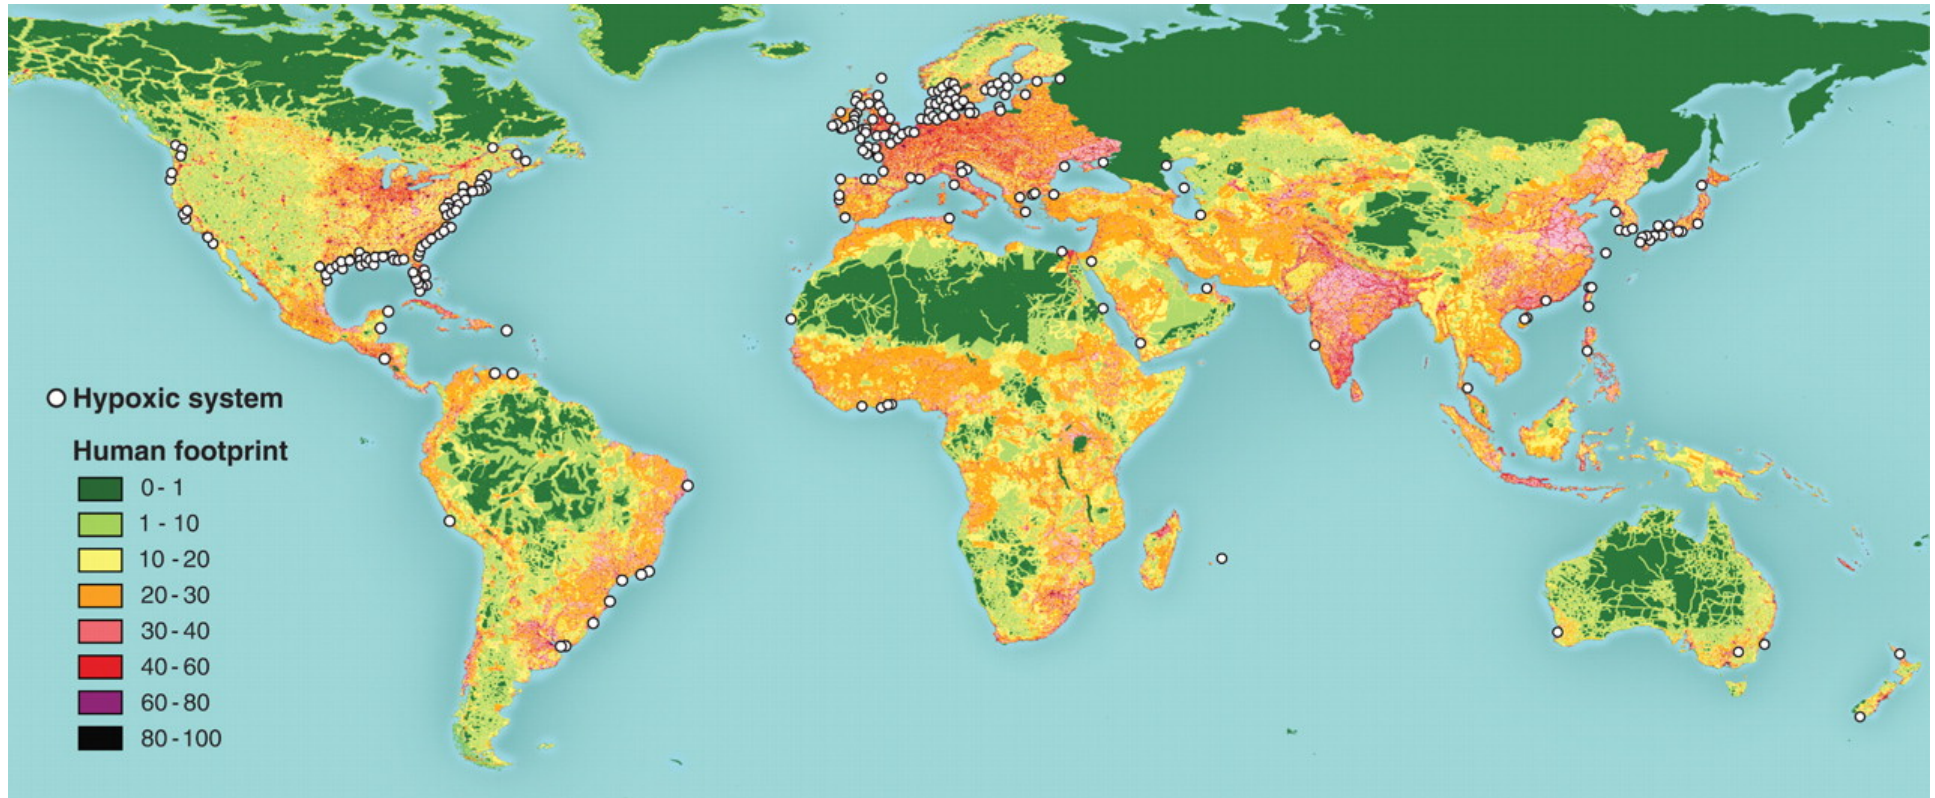 Hypoxic system
Human footprint
0 - 1
1 - 10
10 - 20
20 - 30
30 - 40
40 - 60
60 - 80
80 - 100